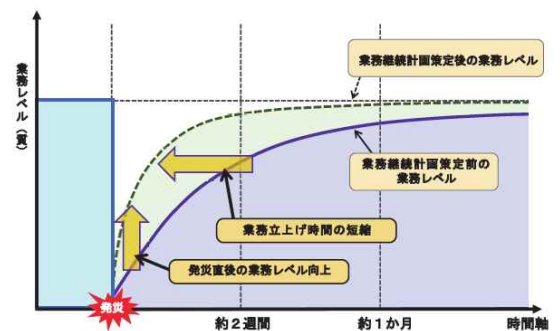 業務レベル（質）
業務継続計画策定後の業務レベル
業務継続計画策定前の
業務レベル
業務立上げ時間の短縮
発災直後の業務レベル向上
発災
約２週間
約１か月
時間軸